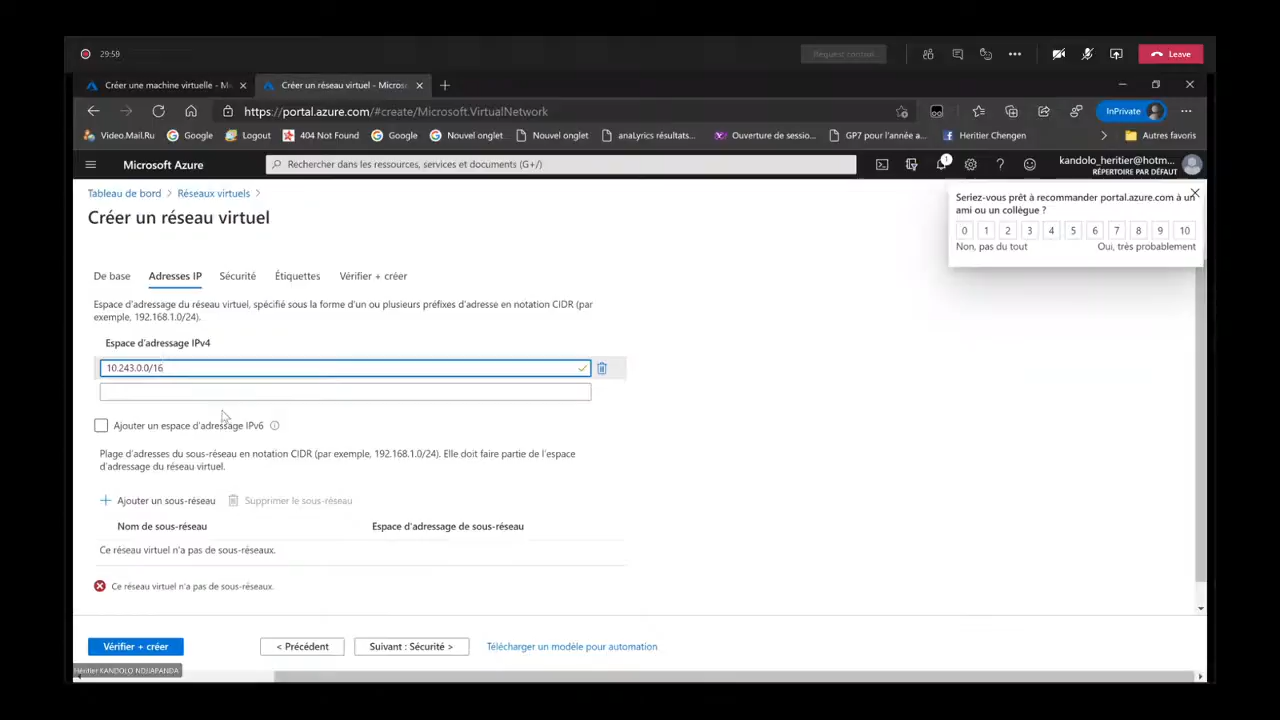 29:59
Request control
Leave
Créer une machine virtuelle - Mi
Créer un réseau virtuel - Microso
https://portal.azure.com/#create/Microsoft.VirtualNetwork
InPrivate
Video.Mail.Ru
Google
Logout
404 Not Found
Google
Nouvel onglet
Nouvel onglet
anaLyrics résultats...
Ouverture de sessio...
GP7 pour l'année a...
Heritier Chengen
Autres favoris
Microsoft Azure
Rechercher dans les ressources, services et documents (G+/)
1
kandolo_heritier@hotm...
RÉPERTOIRE PAR DÉFAUT
Tableau de bord > Réseaux virtuels >
Créer un réseau virtuel
Seriez-vous prêt à recommander portal.azure.com à un ami ou un collègue ?
0 1 2 3 4 5 6 7 8 9 10
Non, pas du tout
Oui, très probablement
De base
Adresses IP
Sécurité
Étiquettes
Vérifier + créer
Espace d'adressage du réseau virtuel, spécifié sous la forme d'un ou plusieurs préfixes d'adresse en notation CIDR (par
exemple, 192.168.1.0/24).
Espace d'adressage IPv4
10.243.0.0/16
Ajouter un espace d'adressage IPv6
Plage d'adresses du sous-réseau en notation CIDR (par exemple, 192.168.1.0/24). Elle doit faire partie de l'espace
d'adressage du réseau virtuel.
+ Ajouter un sous-réseau
Supprimer le sous-réseau
Nom de sous-réseau
Espace d'adressage de sous-réseau
Ce réseau virtuel n'a pas de sous-réseaux.
Ce réseau virtuel n'a pas de sous-réseaux.
Vérifier + créer
< Précédent
Suivant : Sécurité >
Télécharger un modèle pour automation
Héritier KANDOLO NDJIAPANDA